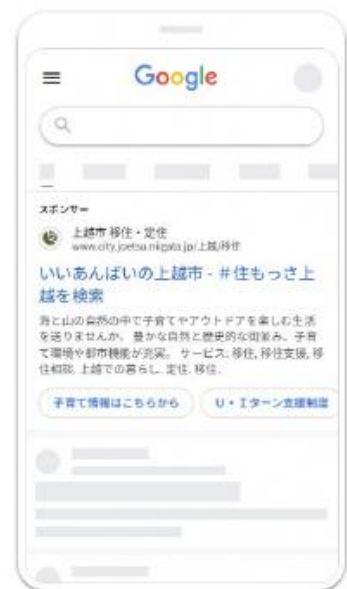 Google
スポンサー
上越市 移住・定住
www.city.joetsu.niigata.jp/上越/移住
いいあんばいの上越市 - #住もっさ上
越を検索
海と山の自然の中で子育てやアウトドアを楽しむ生活
を送りませんか。 豊かな自然と歴史的な街並み、子育
て環境や都市機能が充実。 サービス: 移住, 移住支援, 移
住相談, 上越での暮らし, 定住, 移住.
子育て情報はこちらから
U・Iターン支援制度